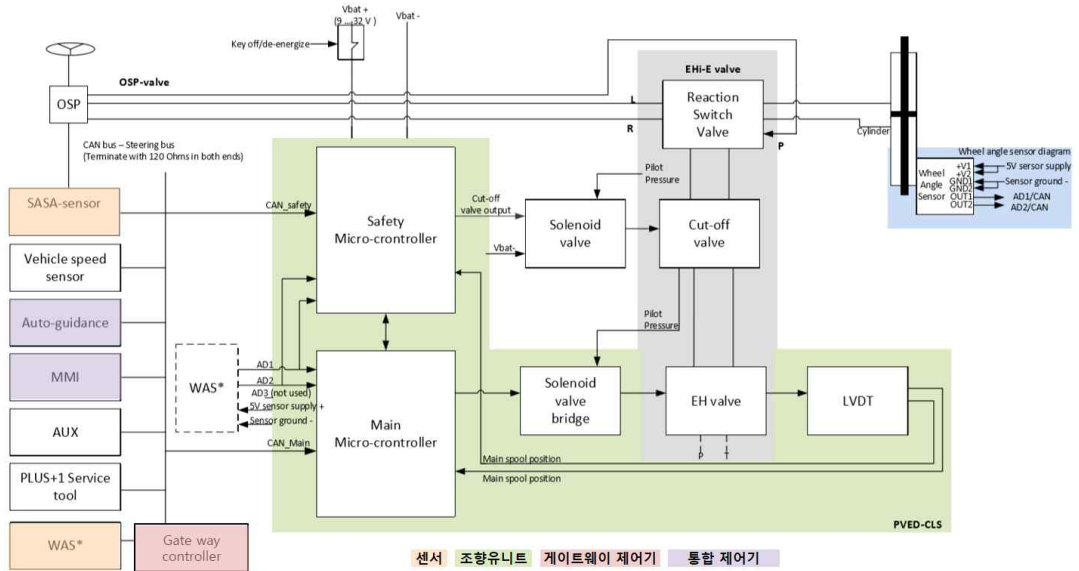 Vbat +
(9 ...32 V )
Vbat -
Key off/de-energize
EHi-E valve
OSP-valve
OSP
L
R
P
Reaction
Switch
Valve
Cylinder
CAN bus – Steering bus
(Terminate with 120 Ohms in both ends)
Wheel angle sensor diagram
Wheel
Angle
Sensor
+V1
+V2
GND1
GND2
OUT1
OUT2
5V sersor supply
Sensor ground -
AD1/CAN
AD2/CAN
SASA-sensor
CAN_safety
Safety
Micro-controller
Cut-off
valve output
Pilot
Pressure
Solenoid
valve
Cut-off
valve
Vbat-
Vehicle speed
sensor
Auto-guidance
MMI
AUX
PLUS+1 Service
tool
WAS*
Gate way
controller
WAS*
AD1
AD2
AD3 (not used)
5V sensor supply +
Sensor ground -
CAN_Main
Main
Micro-controller
Pilot
Pressure
Solenoid
valve
bridge
EH valve
LVDT
P
T
Main spool position
Main spool position
PVED-CLS
센서
조향유니트
게이트웨이 제어기
통합 제어기